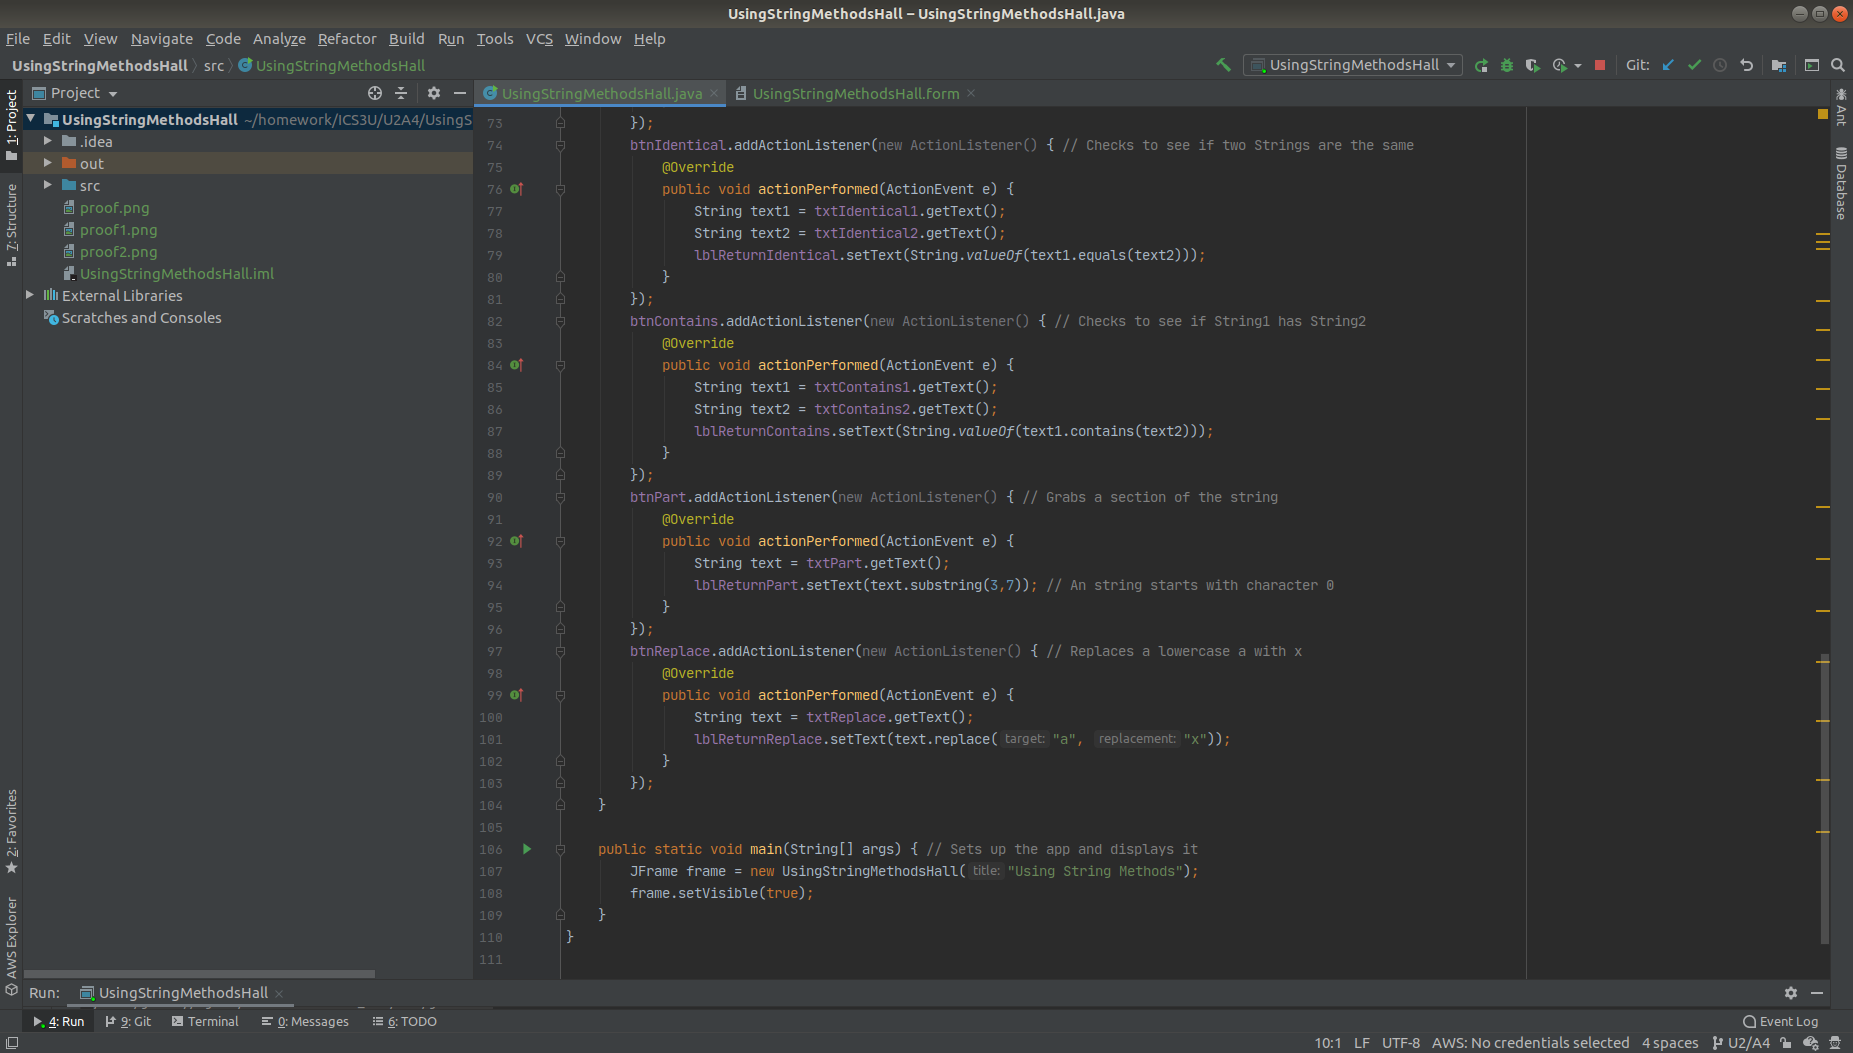 UsingStringMethodsHall – UsingStringMethodsHall.java
File Edit View Navigate Code Analyze Refactor Build Run Tools VCS Window Help
UsingStringMethodsHall src UsingStringMethodsHall
UsingStringMethodsHall Git:
1: Project
7: Structure
2: Favorites
AWS Explorer
Project
UsingStringMethodsHall ~/homework/ICS3U/U2A4/UsingS
.idea
out
src
proof.png
proof1.png
proof2.png
UsingStringMethodsHall.iml
External Libraries
Scratches and Consoles
UsingStringMethodsHall.java UsingStringMethodsHall.form
73 });
74 btnIdentical.addActionListener(new ActionListener() { // Checks to see if two Strings are the same
75 @Override
76 public void actionPerformed(ActionEvent e) {
77 String text1 = txtIdentical1.getText();
78 String text2 = txtIdentical2.getText();
79 lblReturnIdentical.setText(String.valueOf(text1.equals(text2)));
80 }
81 });
82 btnContains.addActionListener(new ActionListener() { // Checks to see if String1 has String2
83 @Override
84 public void actionPerformed(ActionEvent e) {
85 String text1 = txtContains1.getText();
86 String text2 = txtContains2.getText();
87 lblReturnContains.setText(String.valueOf(text1.contains(text2)));
88 }
89 });
90 btnPart.addActionListener(new ActionListener() { // Grabs a section of the string
91 @Override
92 public void actionPerformed(ActionEvent e) {
93 String text = txtPart.getText();
94 lblReturnPart.setText(text.substring(3,7)); // An string starts with character 0
95 }
96 });
97 btnReplace.addActionListener(new ActionListener() { // Replaces a lowercase a with x
98 @Override
99 public void actionPerformed(ActionEvent e) {
100 String text = txtReplace.getText();
101 lblReturnReplace.setText(text.replace( target: "a", replacement: "x"));
102 }
103 });
104 }
105
106 public static void main(String[] args) { // Sets up the app and displays it
107 JFrame frame = new UsingStringMethodsHall( title: "Using String Methods");
108 frame.setVisible(true);
109 }
110 }
111
Ant
Database
Run: UsingStringMethodsHall
4: Run 9: Git Terminal 0: Messages 6: TODO Event Log
10:1 LF UTF-8 AWS: No credentials selected 4 spaces U2/A4